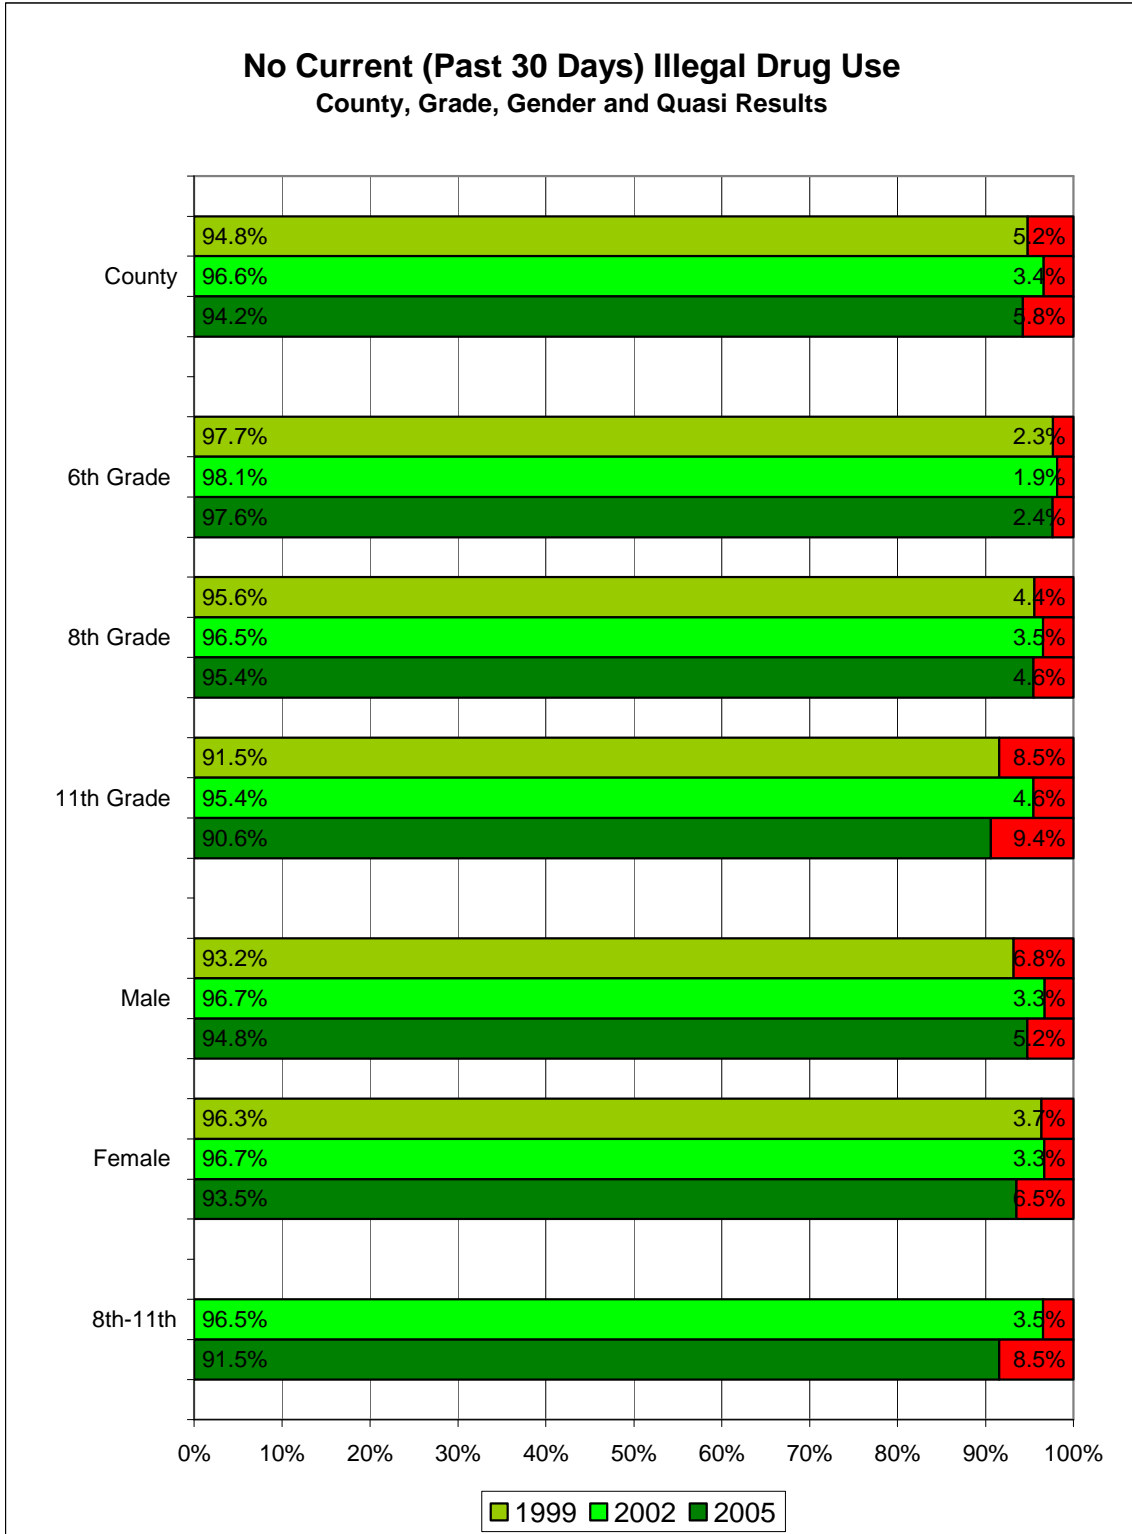 No Current (Past 30 Days) Illegal Drug Use
County, Grade, Gender and Quasi Results
94.8% 5.2%
County 96.6% 3.4%
94.2% 5.8%
97.7% 2.3%
6th Grade 98.1% 1.9%
97.6% 2.4%
95.6% 4.4%
8th Grade 96.5% 3.5%
95.4% 4.6%
91.5% 8.5%
11th Grade 95.4% 4.6%
90.6% 9.4%
93.2% 6.8%
Male 96.7% 3.3%
94.8% 5.2%
96.3% 3.7%
Female 96.7% 3.3%
93.5% 6.5%
8th-11th 96.5% 3.5%
91.5% 8.5%
0% 10% 20% 30% 40% 50% 60% 70% 80% 90% 100%
1999 2002 2005